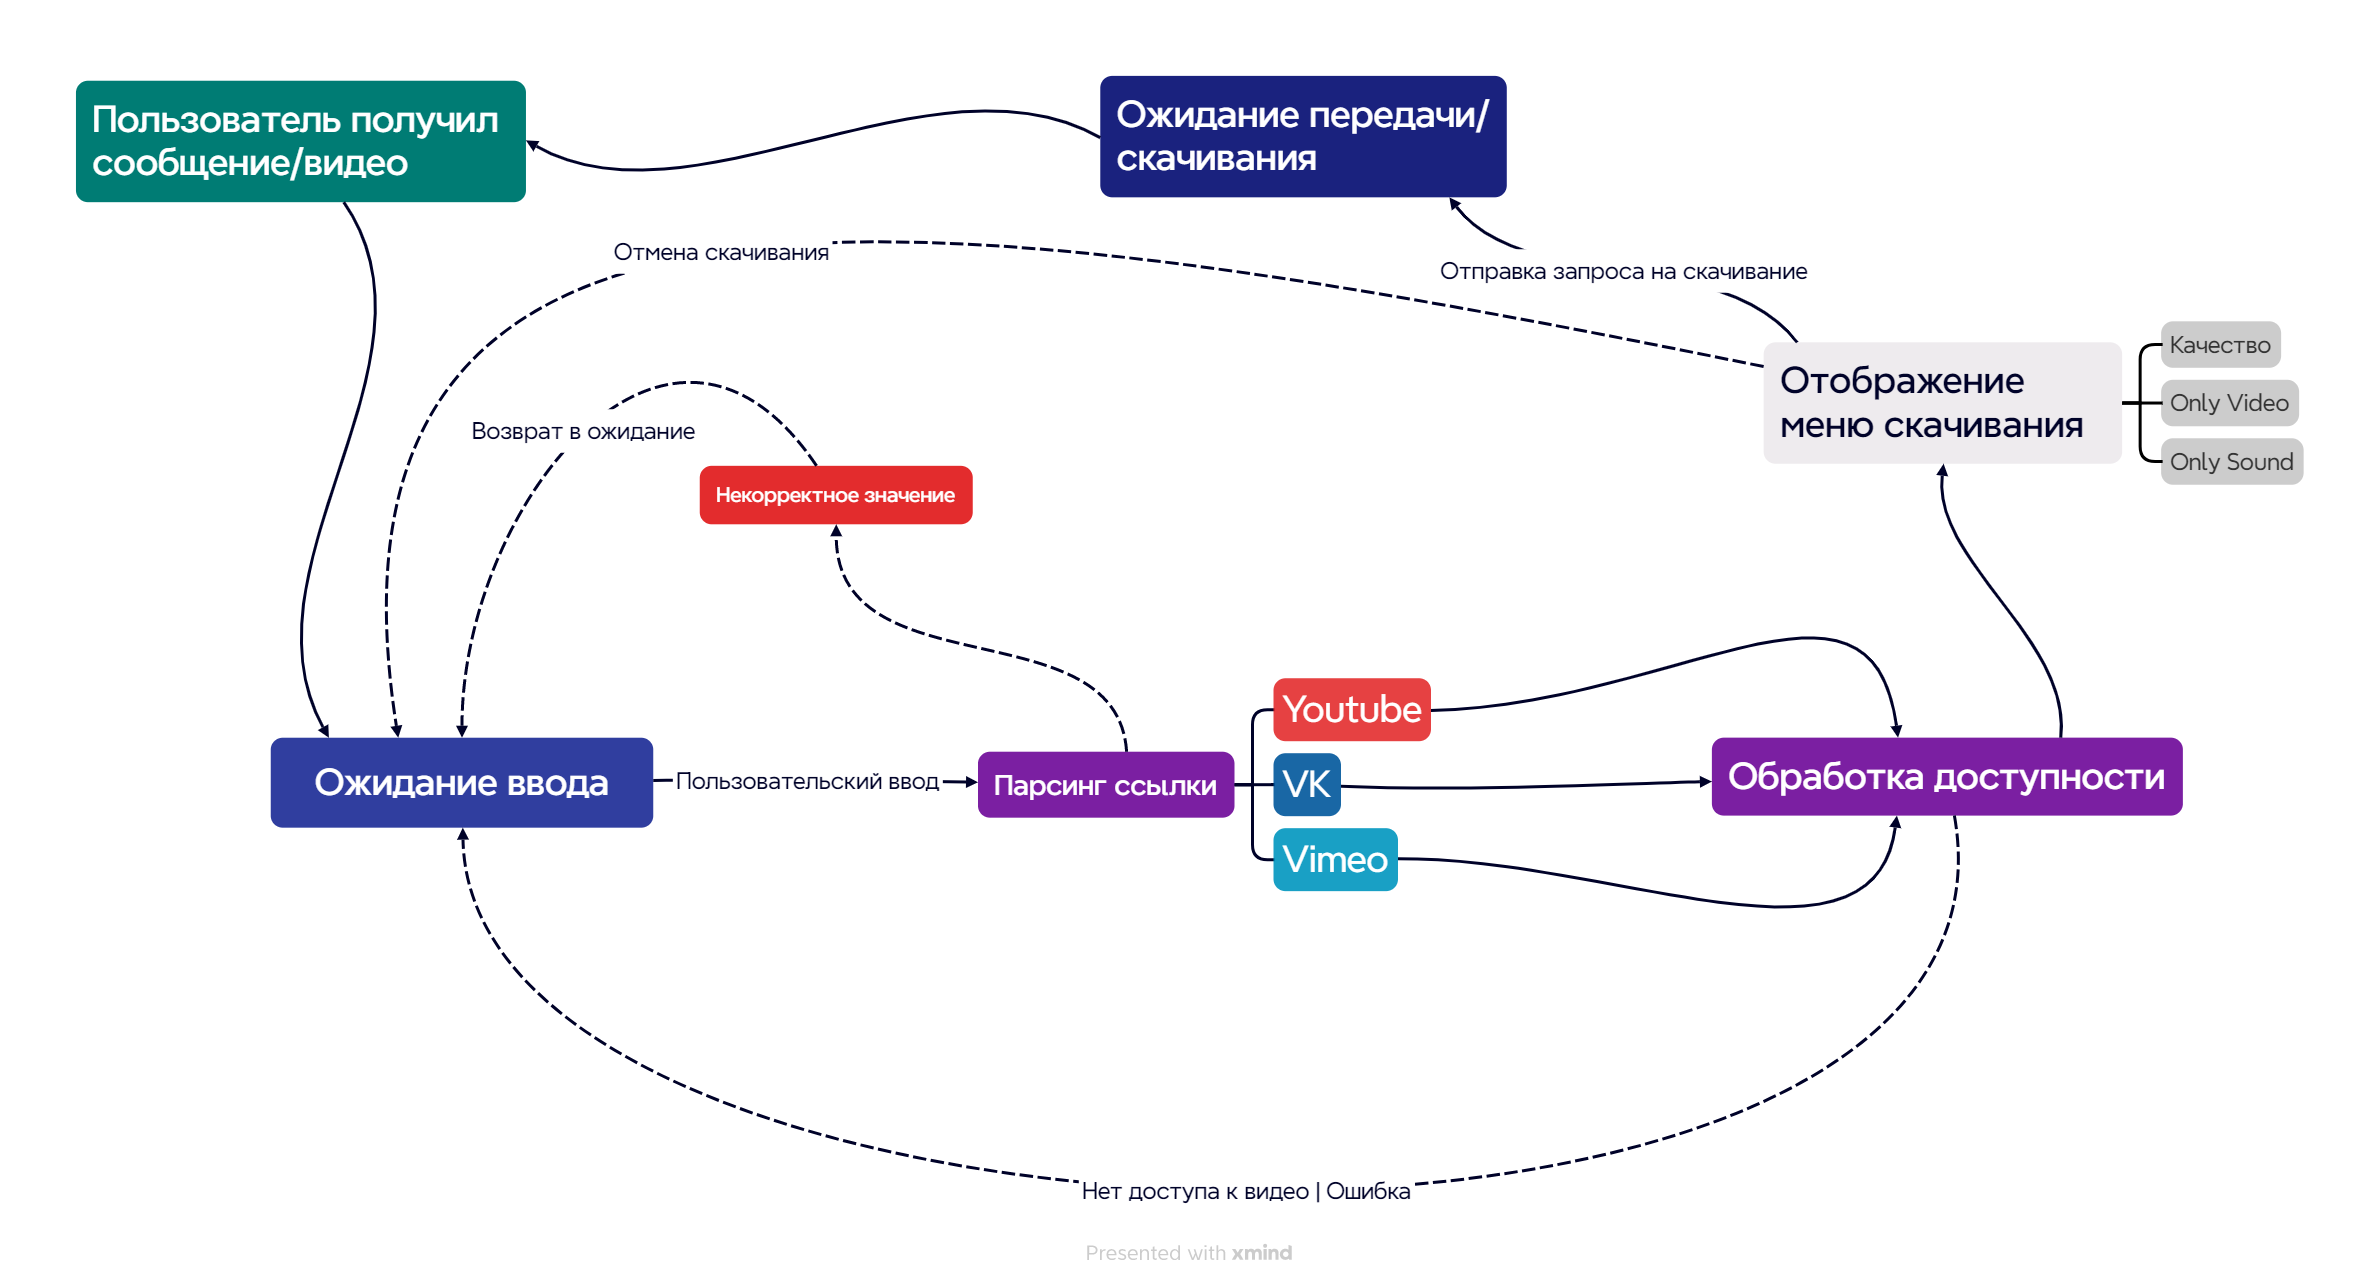 Пользователь получил
сообщение/видео
Ожидание передачи/
скачивания
Отмена скачивания
Отправка запроса на скачивание
Качество
Отображение
меню скачивания
Only Video
Only Sound
Возврат в ожидание
Некорректное значение
Youtube
Ожидание ввода
Пользовательский ввод
Парсинг ссылки
VK
Обработка доступности
Vimeo
Нет доступа к видео | Ошибка
Presented with xmind